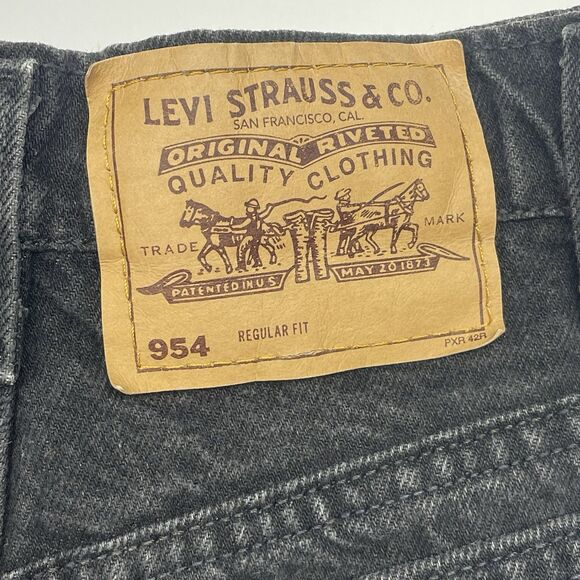 LEVI STRAUSS & CO.
SAN FRANCISCO, CAL.
ORIGINAL RIVETED
QUALITY CLOTHING
TRADE MARK
PATENTED IN U.S. MAY 20 1873
954 REGULAR FIT
PXR 42R